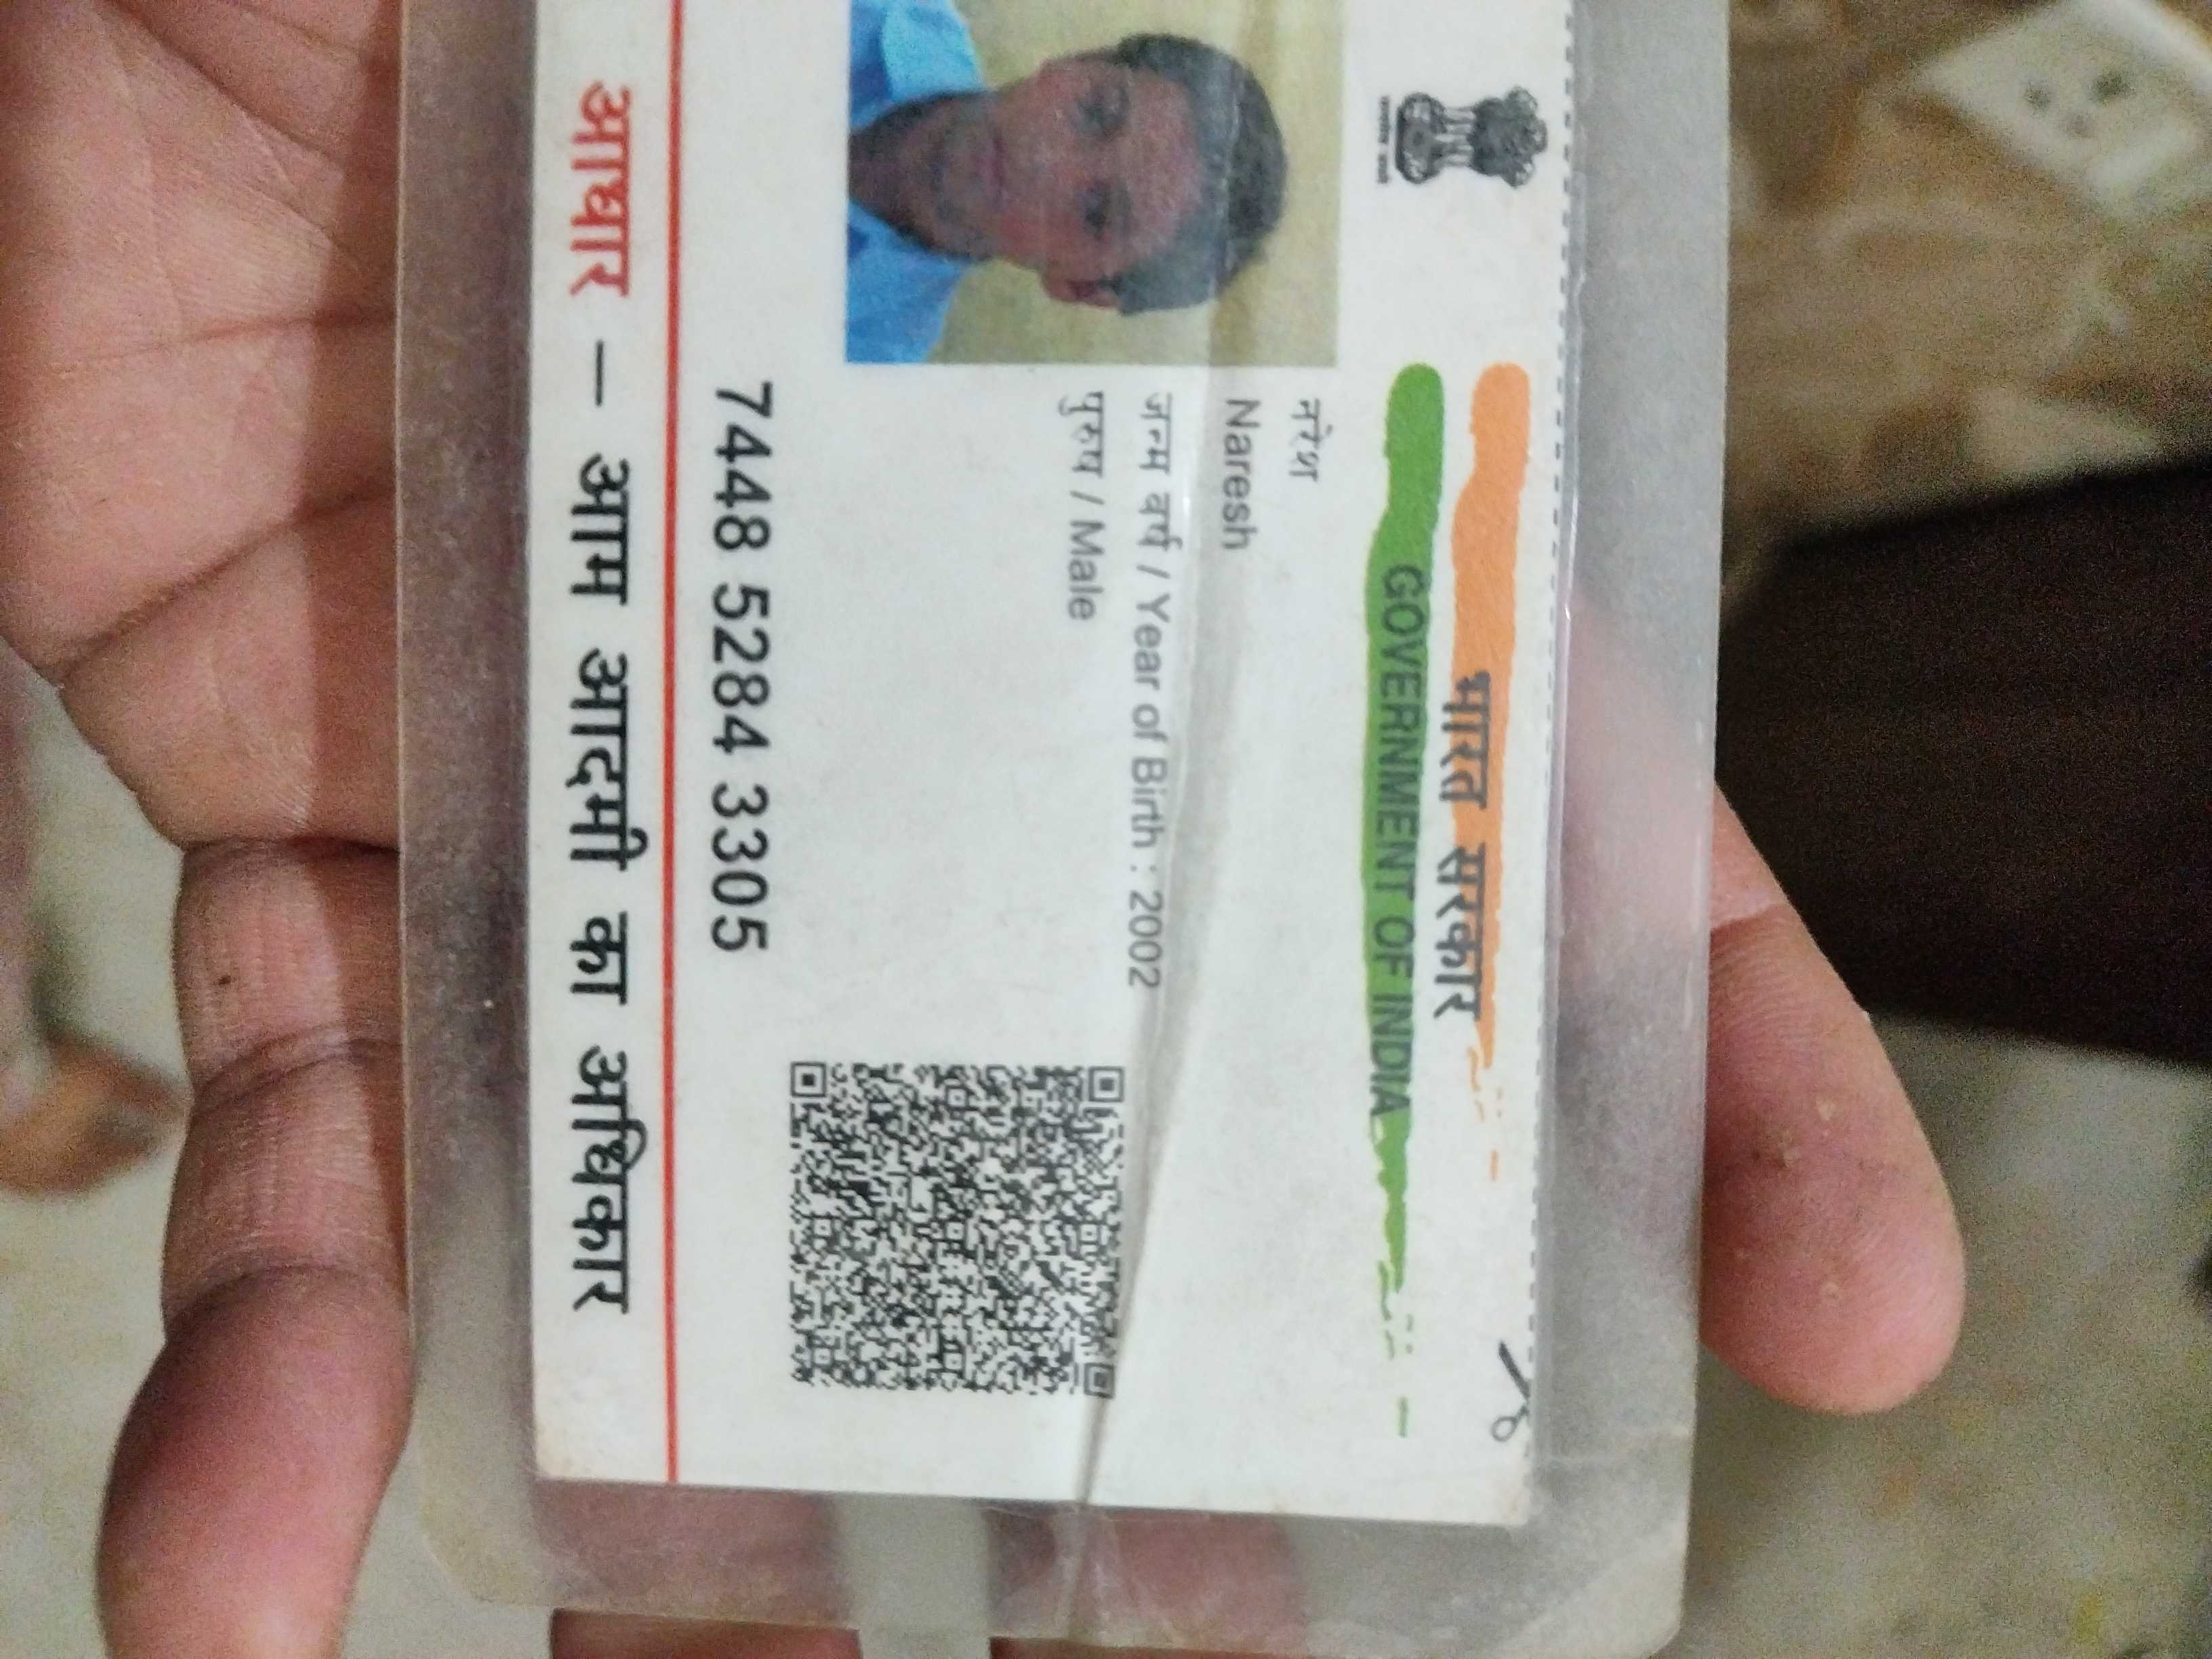 भारत सरकार
GOVERNMENT OF INDIA
नरेश
Naresh
जन्म वर्ष / Year of Birth : 2002
पुरुष / Male
7448 5284 3305
आधार – आम आदमी का अधिकार